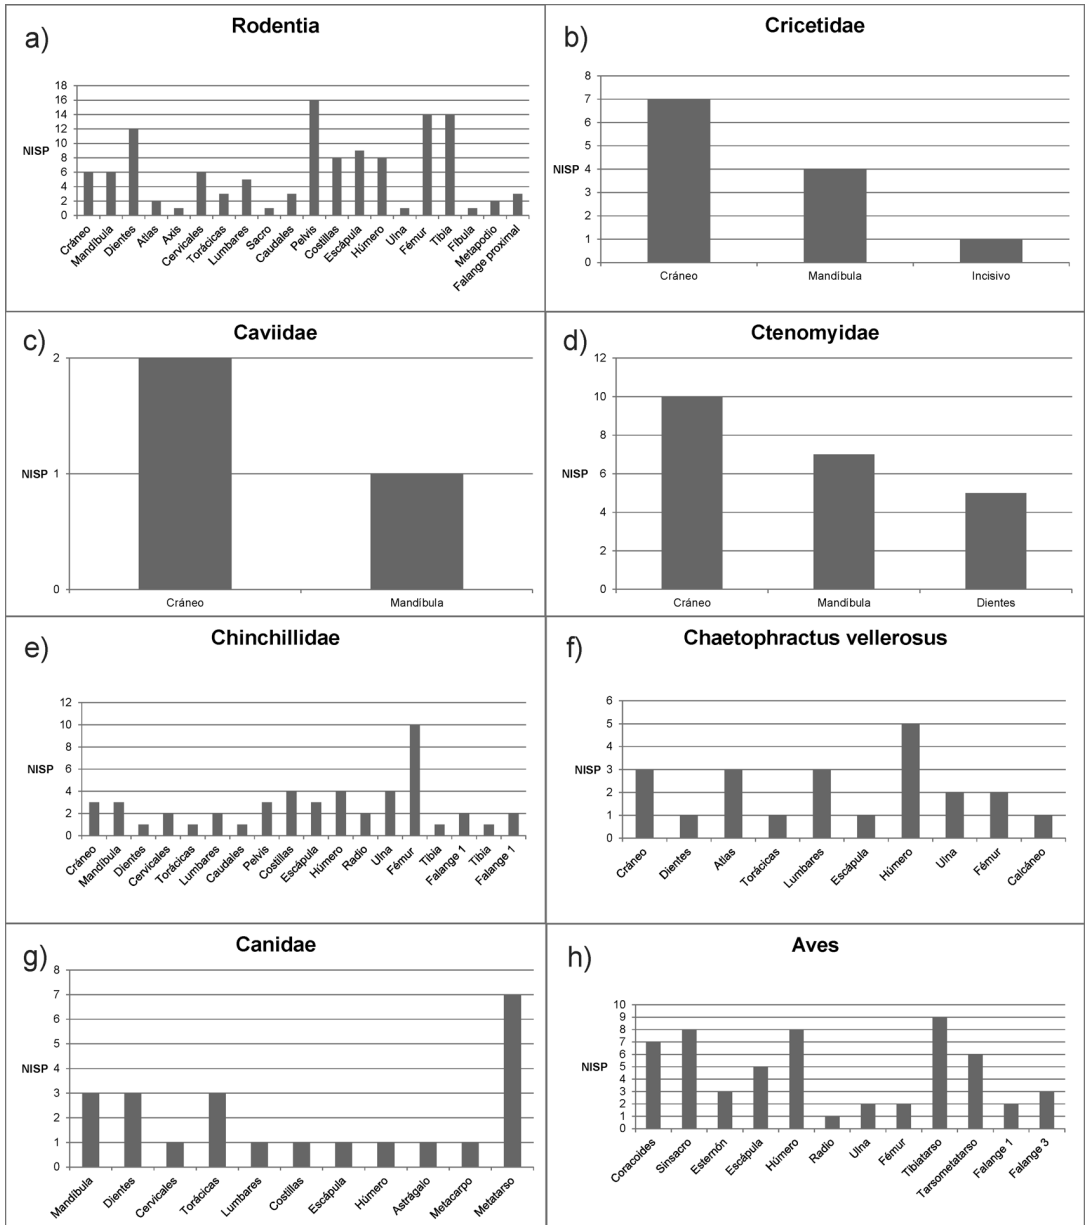 a)
Rodentia
NISP
18
16
14
12
10
8
6
4
2
0
Cráneo
Mandíbula
Dientes
Atlas
Axis
Cervicales
Torácicas
Lumbares
Sacro
Caudales
Pelvis
Costillas
Escápula
Húmero
Ulna
Fémur
Tibia
Fíbula
Metapodio
Falange proximal
b)
Cricetidae
NISP
8
7
6
5
4
3
2
1
0
Cráneo
Mandíbula
Incisivo
c)
Caviidae
NISP
2
1
0
Cráneo
Mandíbula
d)
Ctenomyidae
NISP
12
10
8
6
4
2
0
Cráneo
Mandíbula
Dientes
e)
Chinchillidae
NISP
12
10
8
6
4
2
0
Cráneo
Mandíbula
Dientes
Cervicales
Torácicas
Lumbares
Caudales
Pelvis
Costillas
Escápula
Húmero
Radio
Ulna
Fémur
Tibia
Falange 1
Tibia
Falange 1
f)
Chaetophractus vellerosus
NISP
6
5
4
3
2
1
0
Cráneo
Dientes
Atlas
Torácicas
Lumbares
Escápula
Húmero
Ulna
Fémur
Calcáneo
g)
Canidae
NISP
8
7
6
5
4
3
2
1
0
Mandíbula
Dientes
Cervicales
Torácicas
Lumbares
Costillas
Escápula
Húmero
Astrágalo
Metacarpo
Metatarso
h)
Aves
NISP
10
9
8
7
6
5
4
3
2
1
0
Coracoides
Sinsacro
Esternón
Escápula
Húmero
Radio
Ulna
Fémur
Tibiatarso
Tarsometatarso
Falange 1
Falange 3